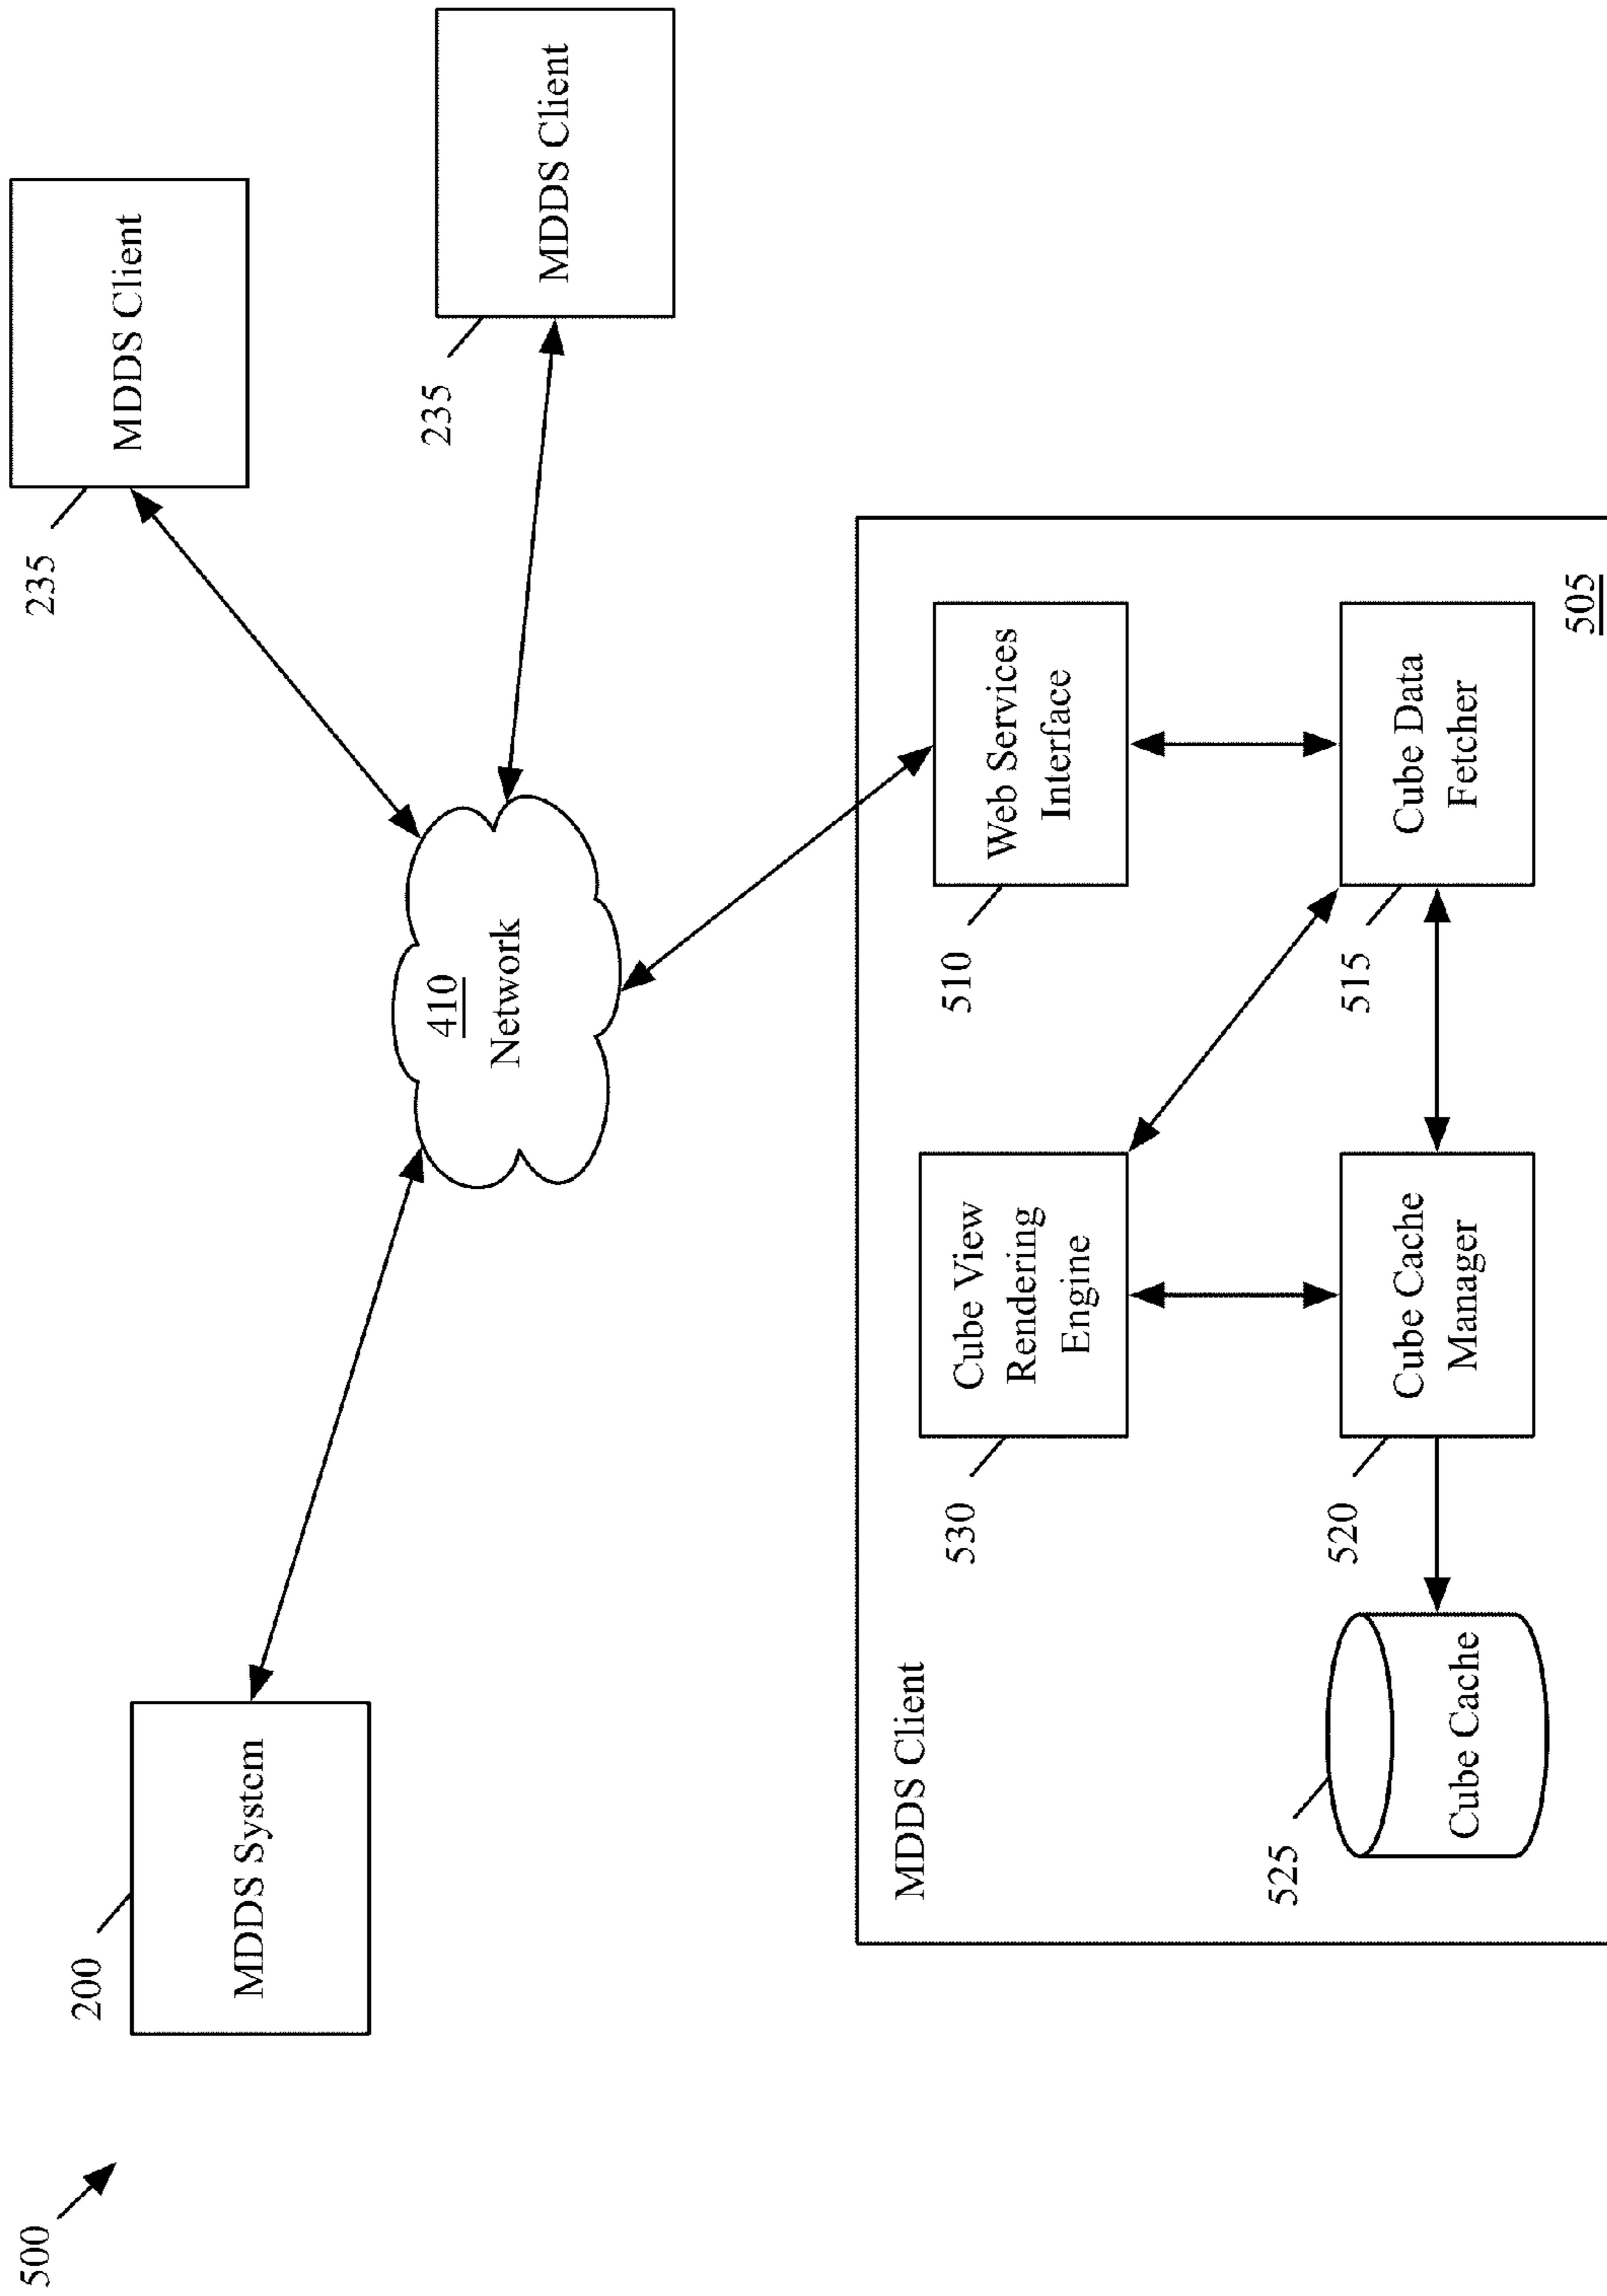 500
200
MDDS System
410
Network
235
MDDS Client
235
MDDS Client
MDDS Client
530
Cube View
Rendering
Engine
510
Web Services
Interface
525
Cube Cache
520
Cube Cache
Manager
515
Cube Data
Fetcher
505